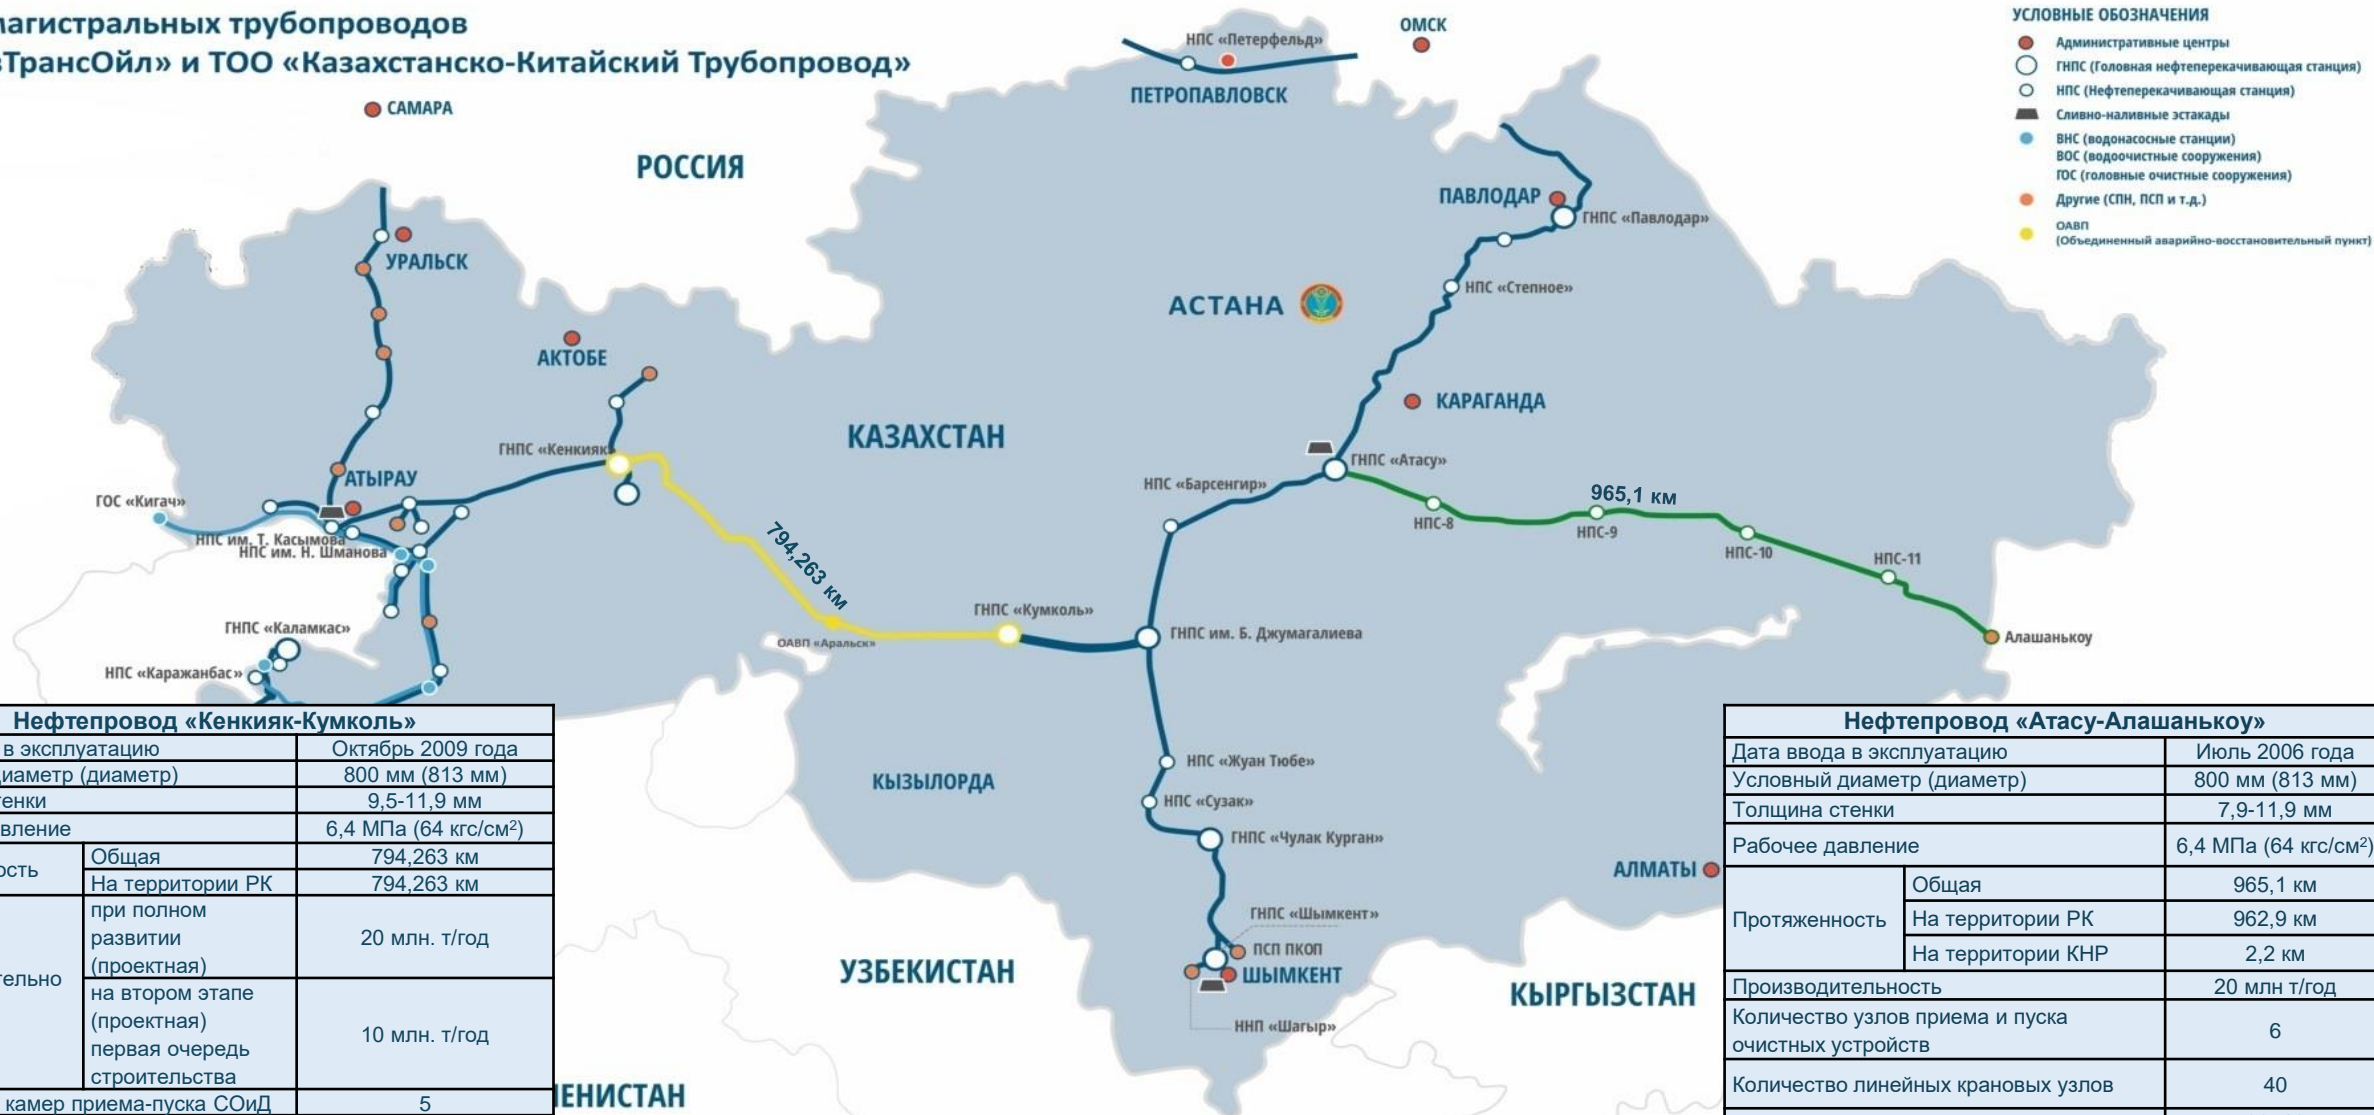 магистральных трубопроводов
ТрансОйл» и ТОО «Казахстанско-Китайский Трубопровод»
УСЛОВНЫЕ ОБОЗНАЧЕНИЯ
Административные центры
ГНПС (Головная нефтеперекачивающая станция)
НПС (Нефтеперекачивающая станция)
Сливно-наливные эстакады
ВНС (водонасосные станции)
ВОС (водоочистные сооружения)
ГОС (головные очистные сооружения)
Другие (СПН, ПСП и т.д.)
ОАВП
(Объединенный аварийно-восстановительный пункт)
НПС «Петерфельд»
ОМСК
ПЕТРОПАВЛОВСК
САМАРА
РОССИЯ
ПАВЛОДАР
ГНПС «Павлодар»
УРАЛЬСК
НПС «Степное»
АСТАНА
АКТОБЕ
КАРАГАНДА
КАЗАХСТАН
ГНПС «Кенкияк
ГНПС «Атасу»
АТЫРАУ
НПС «Барсенгир»
ГОС «Кигач»
965,1 км
НПС-8
НПС-9
НПС-10
НПС-11
НПС им. Т. Касымова
НПС им. Н. Шманова
794,263 км
ГНПС «Кумколь»
ГНПС «Каламкас»
ГНПС им. Б. Джумагалиева
ОАВП «Аральск»
Алашанькоу
НПС «Каражанбас»
НПС «Жуан Тюбе»
КЫЗЫЛОРДА
НПС «Сузак»
ГНПС «Чулак Курган»
АЛМАТЫ
ГНПС «Шымкент»
ПСП ПКОП
УЗБЕКИСТАН
ШЫМКЕНТ
КЫРГЫЗСТАН
ННП «Шагыр»
ЕНИСТАН
Нефтепровод «Кенкияк-Кумколь»
в эксплуатацию Октябрь 2009 года
диаметр (диаметр) 800 мм (813 мм)
тенки 9,5-11,9 мм
вление 6,4 МПа (64 кгс/см²)
ость Общая 794,263 км
На территории РК 794,263 км
тельно
при полном
развитии
(проектная)
20 млн. т/год
на втором этапе
(проектная)
первая очередь
строительства
10 млн. т/год
камер приема-пуска СОиД 5
Нефтепровод «Атасу-Алашанькоу»
Дата ввода в эксплуатацию Июль 2006 года
Условный диаметр (диаметр) 800 мм (813 мм)
Толщина стенки 7,9-11,9 мм
Рабочее давление 6,4 МПа (64 кгс/см²)
Протяженность
Общая 965,1 км
На территории РК 962,9 км
На территории КНР 2,2 км
Производительность 20 млн т/год
Количество узлов приема и пуска
очистных устройств
6
Количество линейных крановых узлов 40